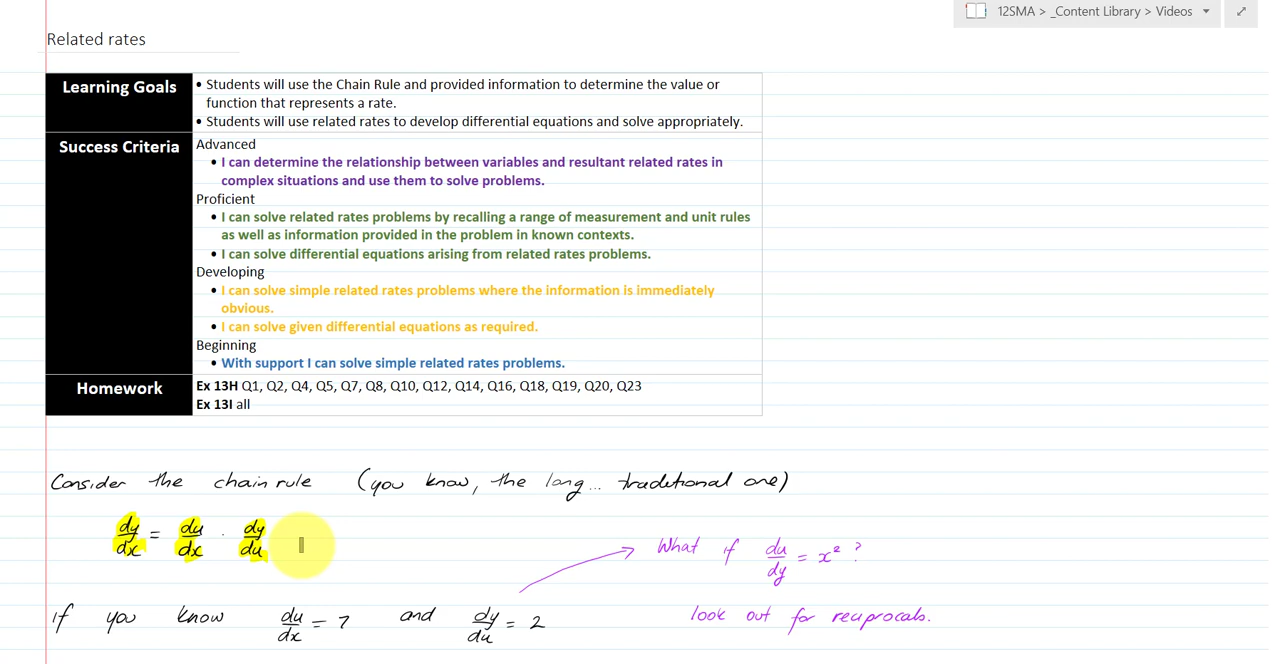 12SMA > _Content Library > Videos
Related rates
Learning Goals
• Students will use the Chain Rule and provided information to determine the value or
function that represents a rate.
• Students will use related rates to develop differential equations and solve appropriately.
Success Criteria
Advanced
• I can determine the relationship between variables and resultant related rates in
complex situations and use them to solve problems.
Proficient
• I can solve related rates problems by recalling a range of measurement and unit rules
as well as information provided in the problem in known contexts.
• I can solve differential equations arising from related rates problems.
Developing
• I can solve simple related rates problems where the information is immediately
obvious.
• I can solve given differential equations as required.
Beginning
• With support I can solve simple related rates problems.
Homework
Ex 13H Q1, Q2, Q4, Q5, Q7, Q8, Q10, Q12, Q14, Q16, Q18, Q19, Q20, Q23
Ex 13I all
Consider the chain rule (you know, the long... traditional one)
dy/dx = du/dx · dy/du
What if du/dy = x² ?
If you know du/dx = 7 and dy/du = 2
look out for reciprocals.